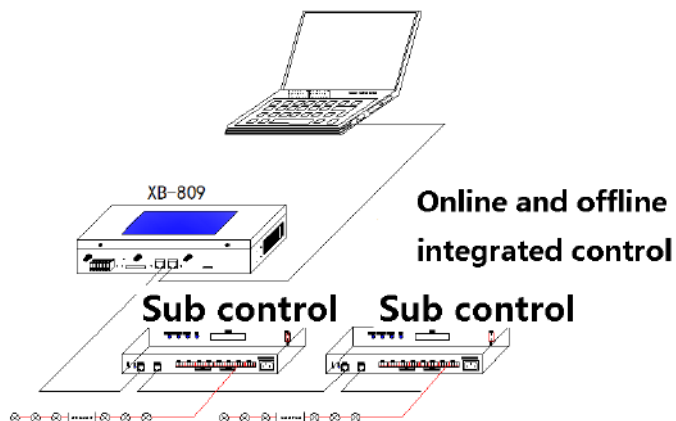 XB-809
Online and offline
integrated control
Sub control
Sub control